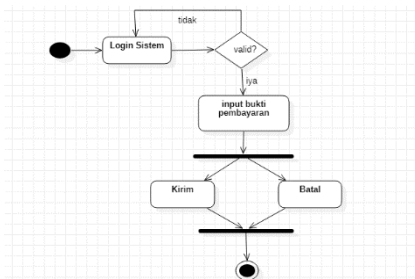 tidak
Login Sistem
valid?
iya
input bukti
pembayaran
Kirim
Batal